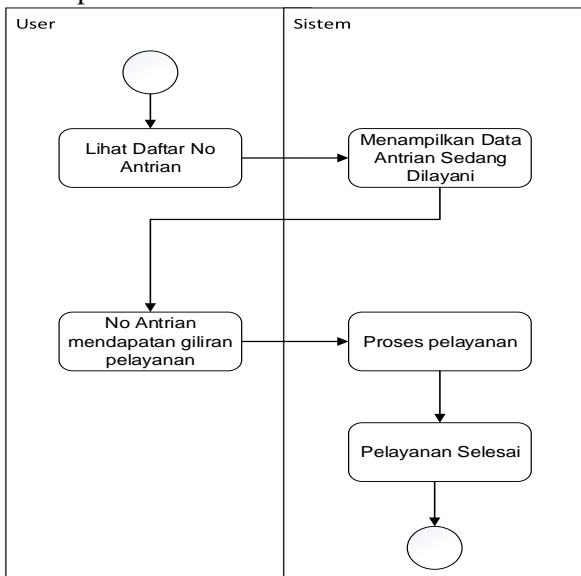 User
Sistem
Lihat Daftar No
Antrian
Menampilkan Data
Antrian Sedang
Dilayani
No Antrian
mendapatan giliran
pelayanan
Proses pelayanan
Pelayanan Selesai